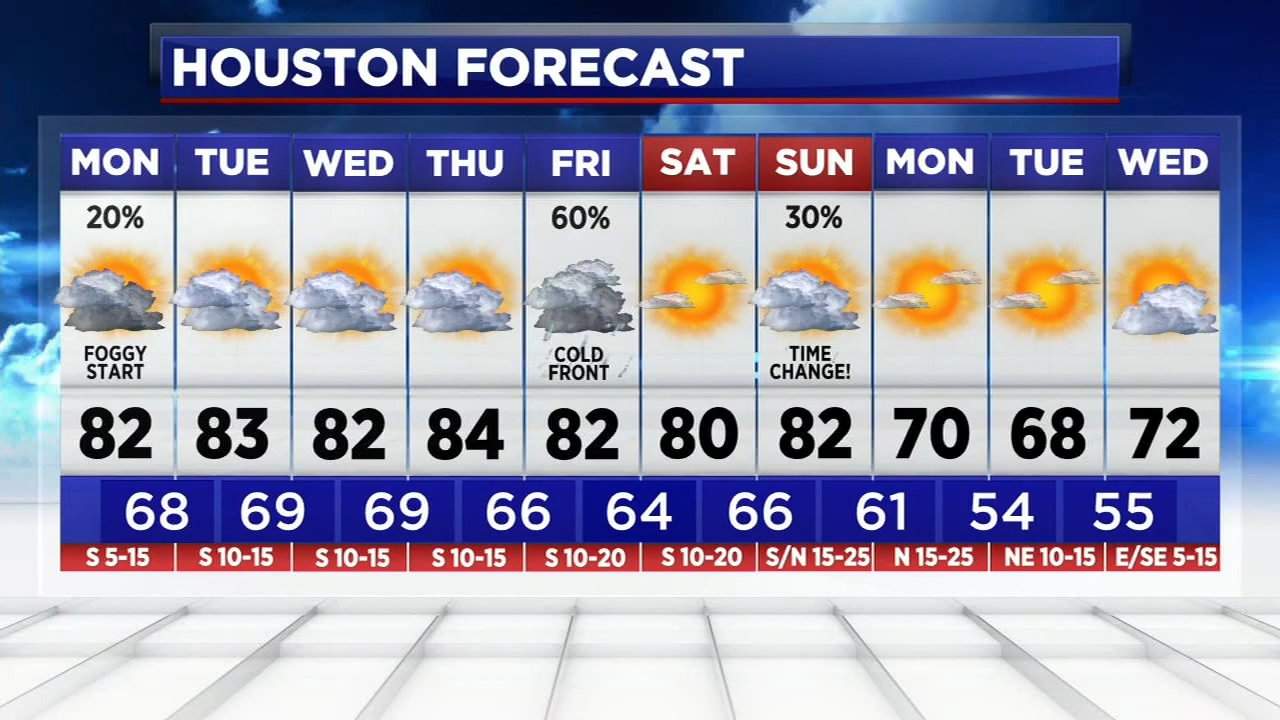 HOUSTON FORECAST
MON TUE WED THU FRI SAT SUN MON TUE WED
20% 60% 30%
FOGGY START COLD FRONT TIME CHANGE!
82 83 82 84 82 80 82 70 68 72
68 69 69 66 64 66 61 54 55
S 5-15 S 10-15 S 10-15 S 10-15 S 10-20 S 10-20 S/N 15-25 N 15-25 NE 10-15 E/SE 5-15